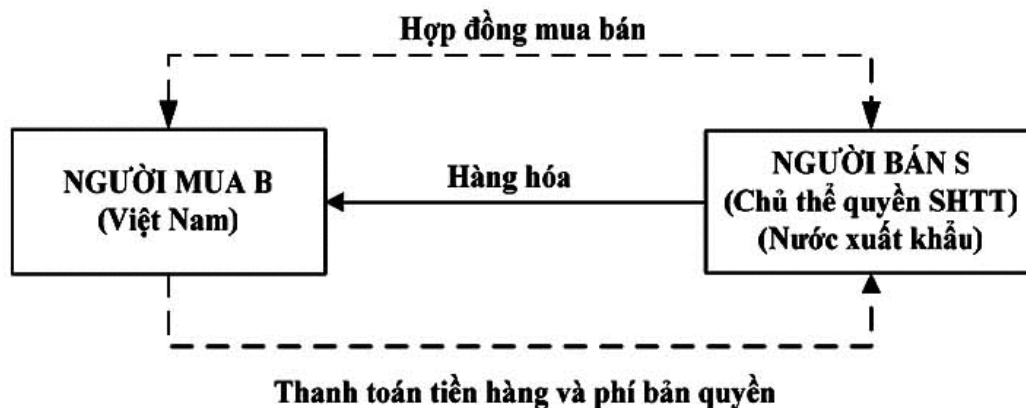 Hợp đồng mua bán
NGƯỜI MUA B
(Việt Nam)
Hàng hóa
NGƯỜI BÁN S
(Chủ thể quyền SHTT)
(Nước xuất khẩu)
Thanh toán tiền hàng và phí bản quyền